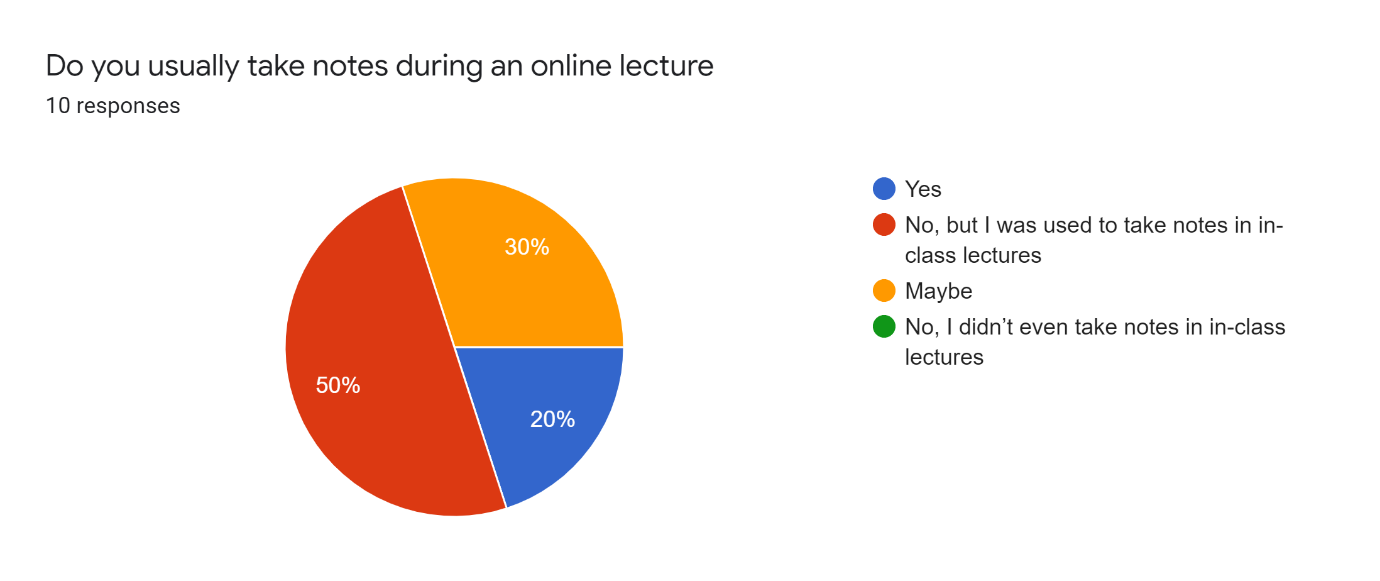 Do you usually take notes during an online lecture
10 responses
30%
50%
20%
Yes
No, but I was used to take notes in in-
class lectures
Maybe
No, I didn’t even take notes in in-class
lectures